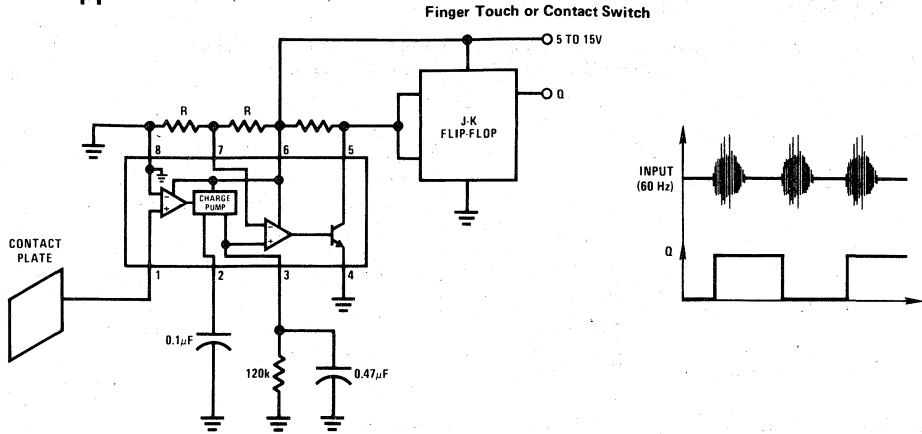 Finger Touch or Contact Switch
5 TO 15V
R R
Q
J-K
FLIP-FLOP
8 7 6 5
CHARGE
PUMP
INPUT
(60 Hz)
CONTACT
PLATE
Q
1 2 3 4
0.1μF
120k
0.47μF